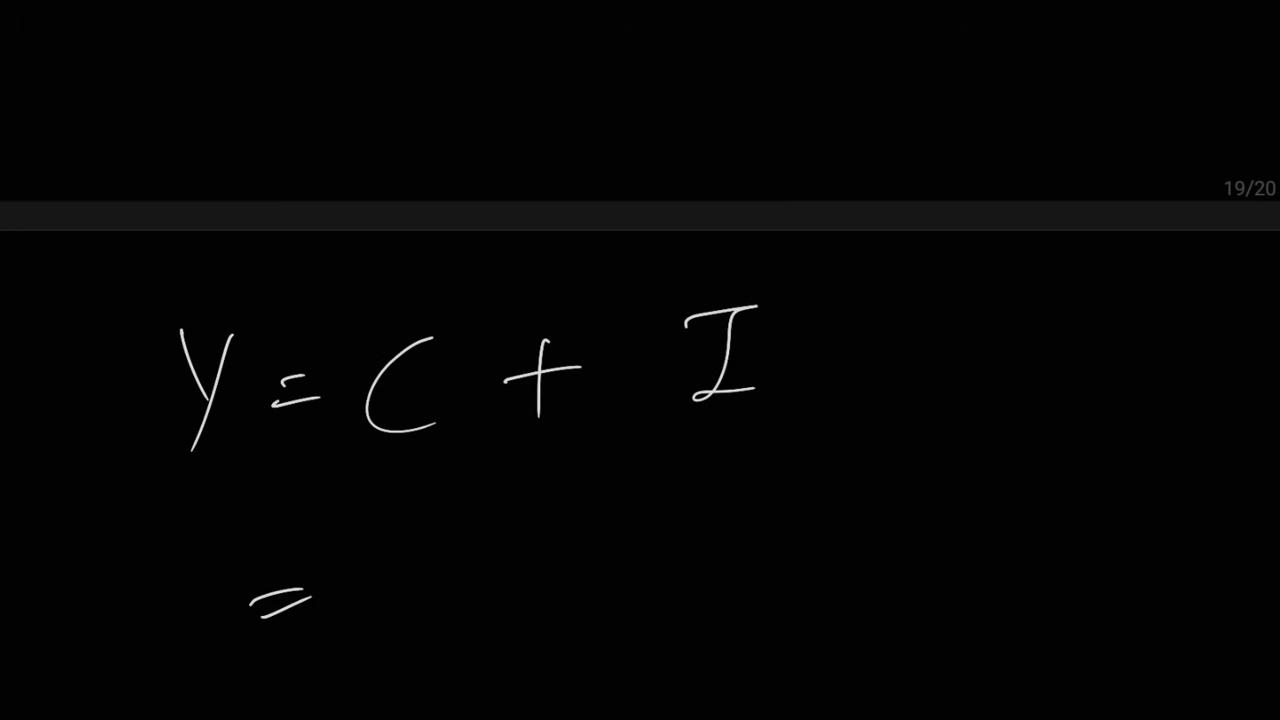 19/20
Y = C + I
=